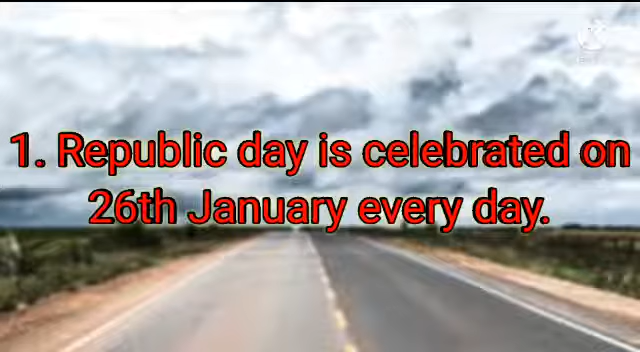 1. Republic day is celebrated on
26th January every day.